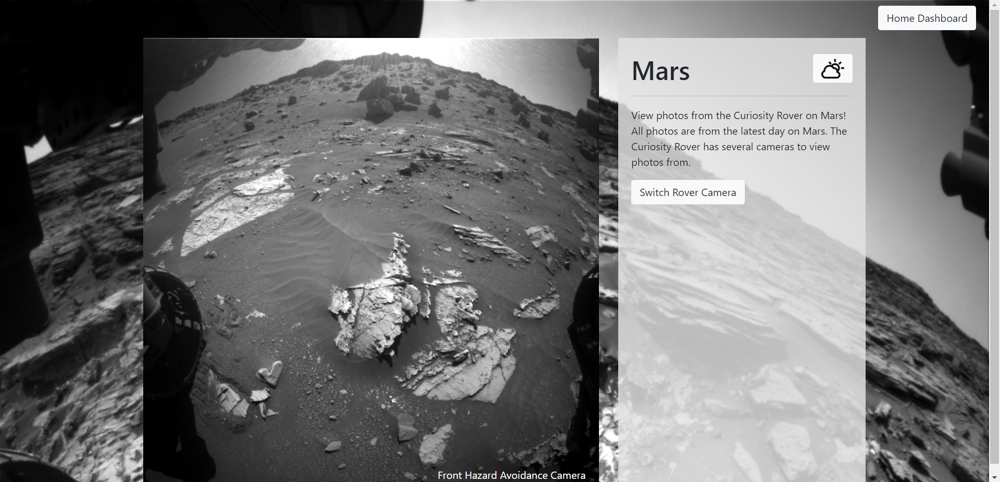 Home Dashboard
Mars
View photos from the Curiosity Rover on Mars!
All photos are from the latest day on Mars. The
Curiosity Rover has several cameras to view
photos from.
Switch Rover Camera
Front Hazard Avoidance Camera